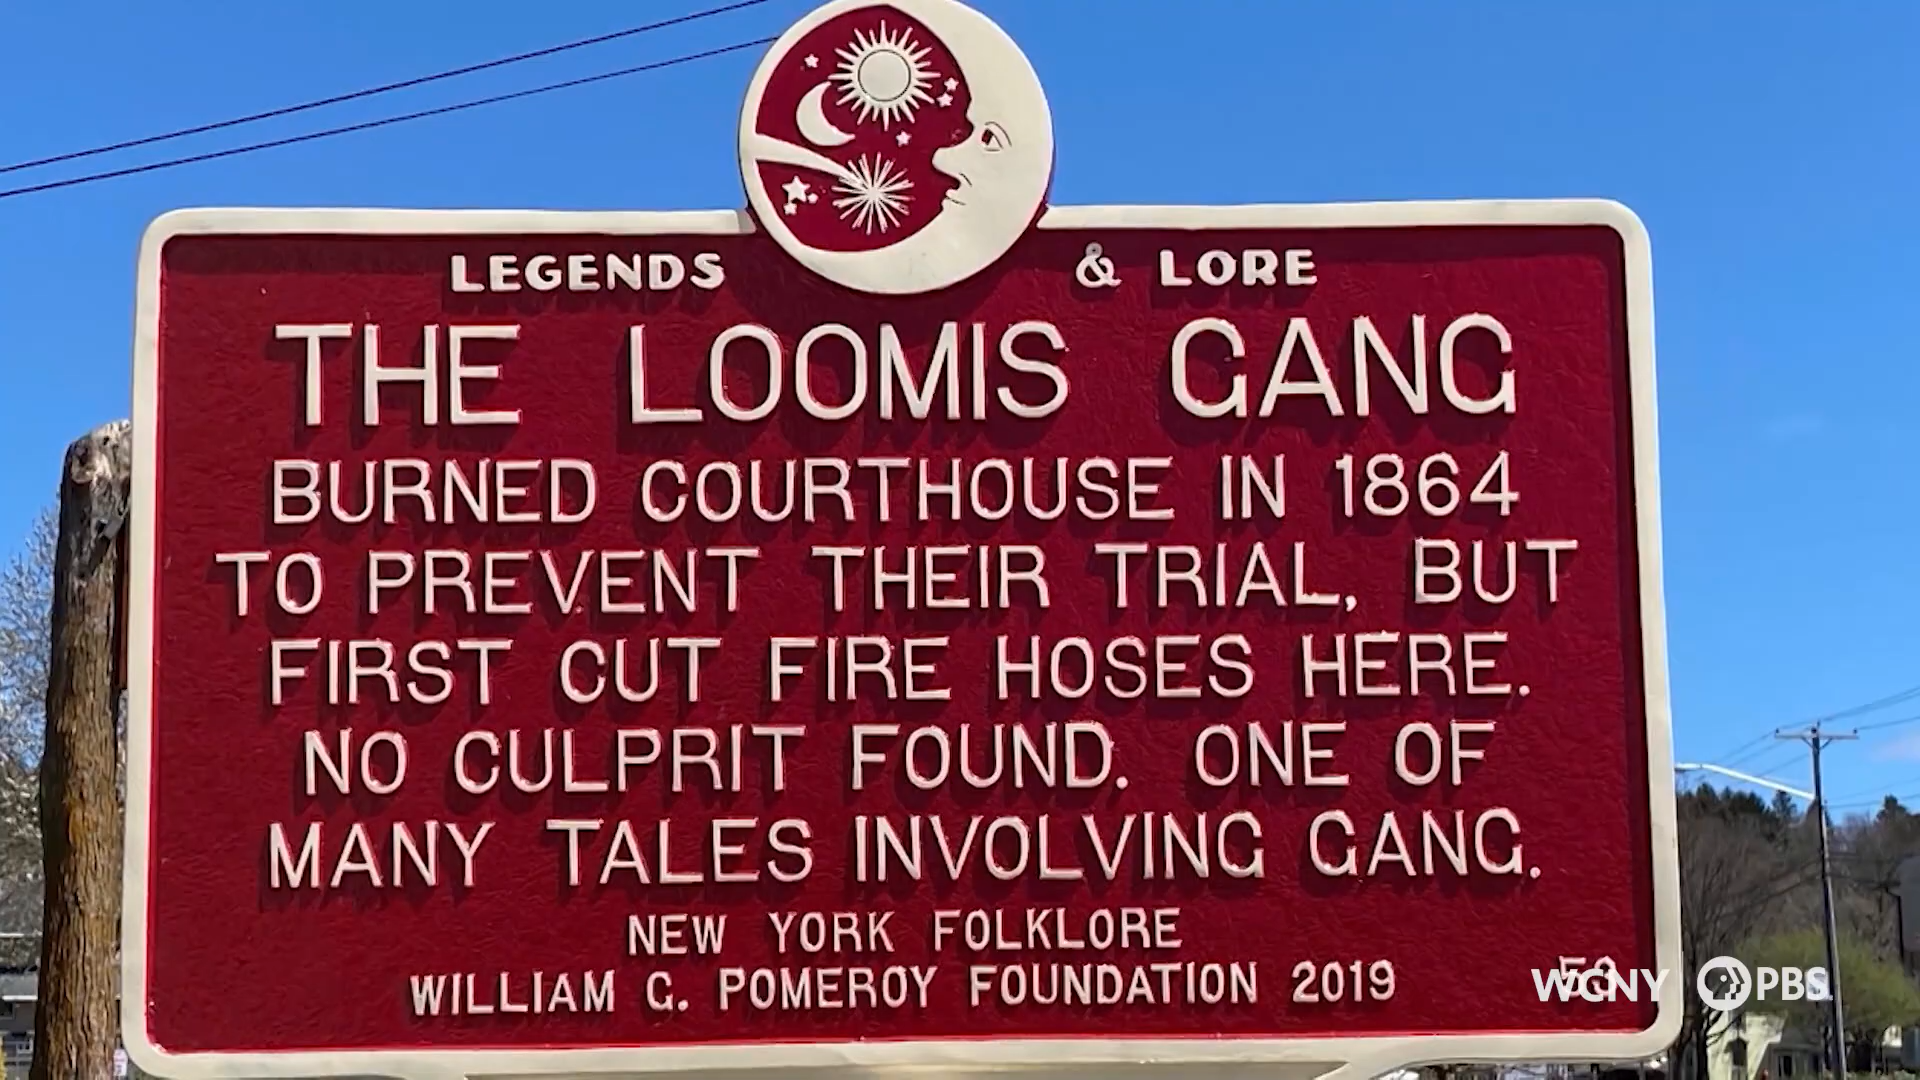 LEGENDS & LORE
THE LOOMIS GANG
BURNED COURTHOUSE IN 1864
TO PREVENT THEIR TRIAL, BUT
FIRST CUT FIRE HOSES HERE.
NO CULPRIT FOUND. ONE OF
MANY TALES INVOLVING GANG.
NEW YORK FOLKLORE
WILLIAM G. POMEROY FOUNDATION 2019
WCNY PBS